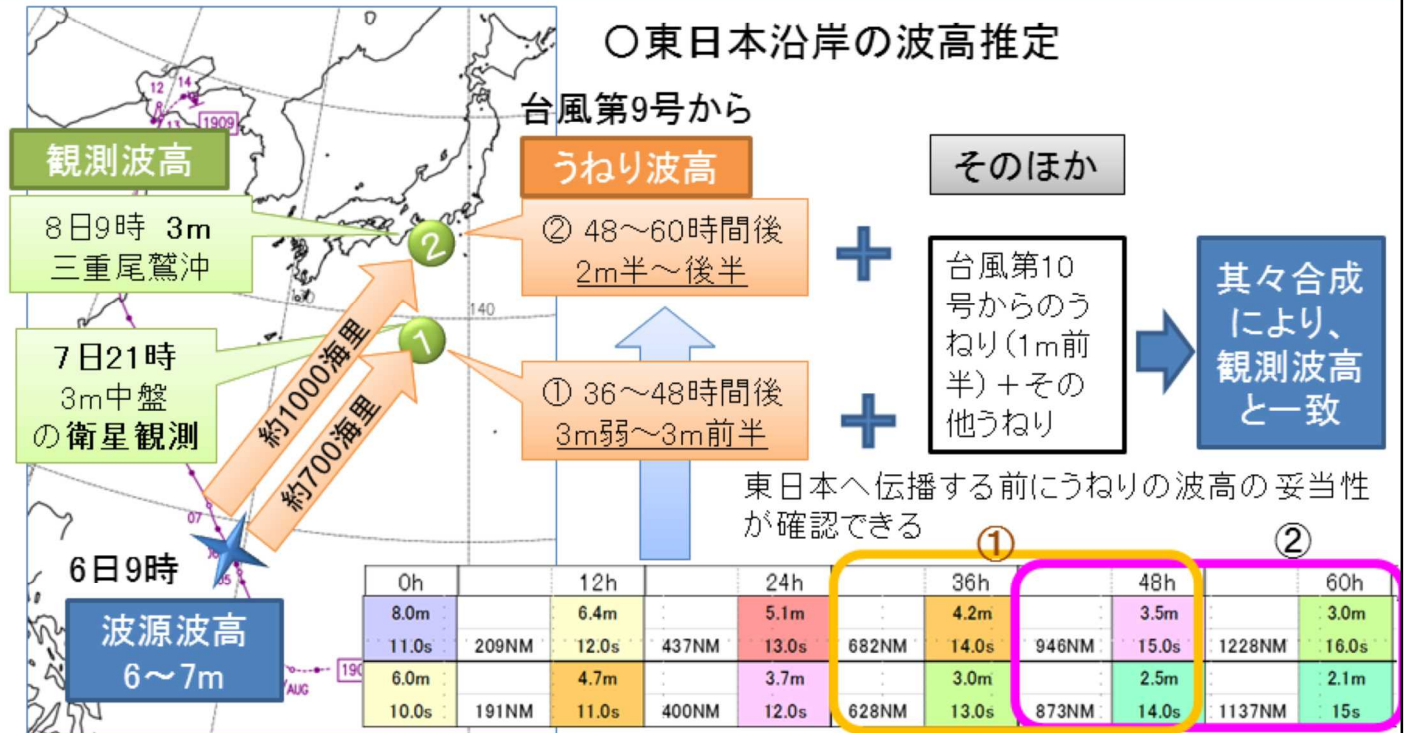 ○東日本沿岸の波高推定
12 14
13
1909
観測波高
8日9時 3m
三重尾鷲沖
7日21時
3m中盤
の衛星観測
台風第9号から
うねり波高
② 48～60時間後
2m半～後半
① 36～48時間後
3m弱～3m前半
②
①
140
約1000海里
約700海里
そのほか
台風第10
号からのう
ねり(1m前
半)＋その
他うねり
其々合成
により、
観測波高
と一致
東日本へ伝播する前にうねりの波高の妥当性
が確認できる
07
05
6日9時
波源波高
6～7m
AUG
190
① ②
0h 12h 24h 36h 48h 60h
8.0m 6.4m 5.1m 4.2m 3.5m 3.0m
11.0s 209NM 12.0s 437NM 13.0s 682NM 14.0s 946NM 15.0s 1228NM 16.0s
6.0m 4.7m 3.7m 3.0m 2.5m 2.1m
10.0s 191NM 11.0s 400NM 12.0s 628NM 13.0s 873NM 14.0s 1137NM 15s